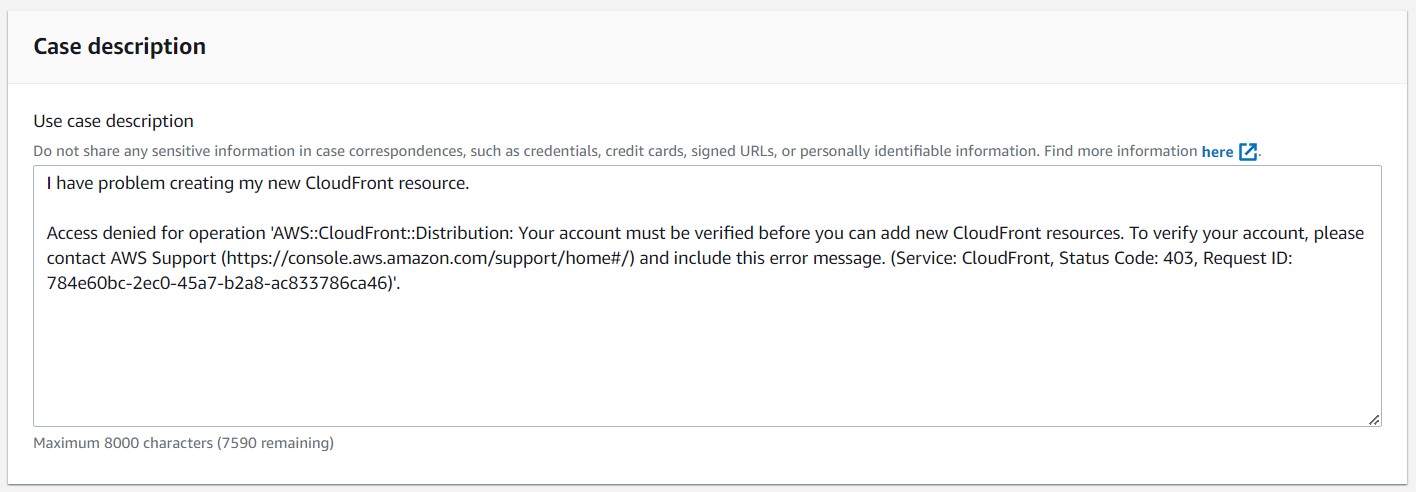 Case description
Use case description
Do not share any sensitive information in case correspondences, such as credentials, credit cards, signed URLs, or personally identifiable information. Find more information here.
I have problem creating my new CloudFront resource.
Access denied for operation 'AWS::CloudFront::Distribution: Your account must be verified before you can add new CloudFront resources. To verify your account, please
contact AWS Support (https://console.aws.amazon.com/support/home#/) and include this error message. (Service: CloudFront, Status Code: 403, Request ID:
784e60bc-2ec0-45a7-b2a8-ac833786ca46)'.
Maximum 8000 characters (7590 remaining)